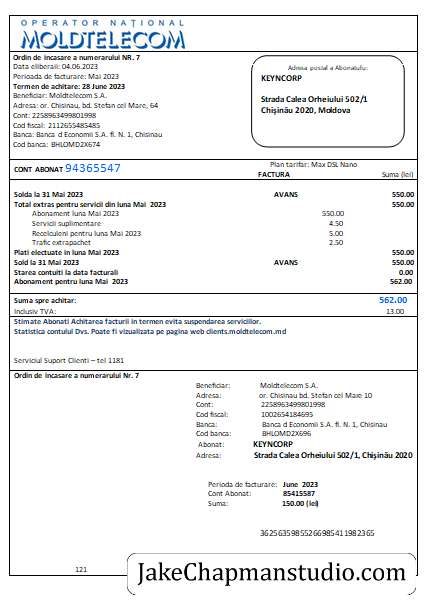 OPERATOR NAȚIONAL
MOLDTELECOM
Ordin de incasare a numerarului NR. 7
Data eliberaii: 04.06.2023
Perioada de facturare: Mai 2023
Termen de achitare: 28 June 2023
Beneficiar: Moldtelecom S.A.
Adresa: or. Chisinau, bd. Stefan cel Mare, 64
Cont: 2258963499801998
Cod fiscal: 2112655485485
Banca: Banca d Economii S.A. fl. N. 1, Chisinau
Cod banca: BHLOMD2X674
Adresa postal a Abonatulu:
KEYNCORP
Strada Calea Orheiului 502/1
Chișinău 2020, Moldova
CONT ABONAT 94365547
Plan tarifar: Max DSL Nano
FACTURA Suma (lei)
Solda la 31 Mai 2023 AVANS 550.00
Total extras pentru servicii din luna Mai 2023 550.00
Abonament luna Mai 2023 550.00
Servicii suplimentare 4.50
Recelculeni pentru luna Mai 2023 5.00
Trafic extrapachet 2.50
Plati electuate in luna Mai 2023 550.00
Sold la 31 Mai 2023 AVANS 550.00
Starea contuii la data facturali 0.00
Abonament pentru luna Mai 2023 562.00
Suma spre achitar: 562.00
Inclusiv TVA: 13.00
Stimate Abonati Achitarea facturii in termen evita suspendarea serviciilor.
Statistica contului Dvs. Poate fi vizualizata pe pagina web clients.moldtelecom.md
Serviciul Suport Clienti – tel 1181
Ordin de incasare a numerarului Nr. 7
Beneficiar: Moldtelecom S.A.
Adresa: or. Chisinau bd. Stefan cel Mare 10
Cont: 2258963499801998
Cod fiscal: 1002654184695
Banca: Banca d Economii S.A. fl. N. 1, Chisinau
Cod banca: BHLOMD2X696
Abonat: KEYNCORP
Adresa: Strada Calea Orheiului 502/1, Chișinău 2020
Perioda de facturare: June 2023
Cont Abonat: 85415587
Suma: 150.00 (lei)
36256359855266985411982365
121
JakeChapmanstudio.com